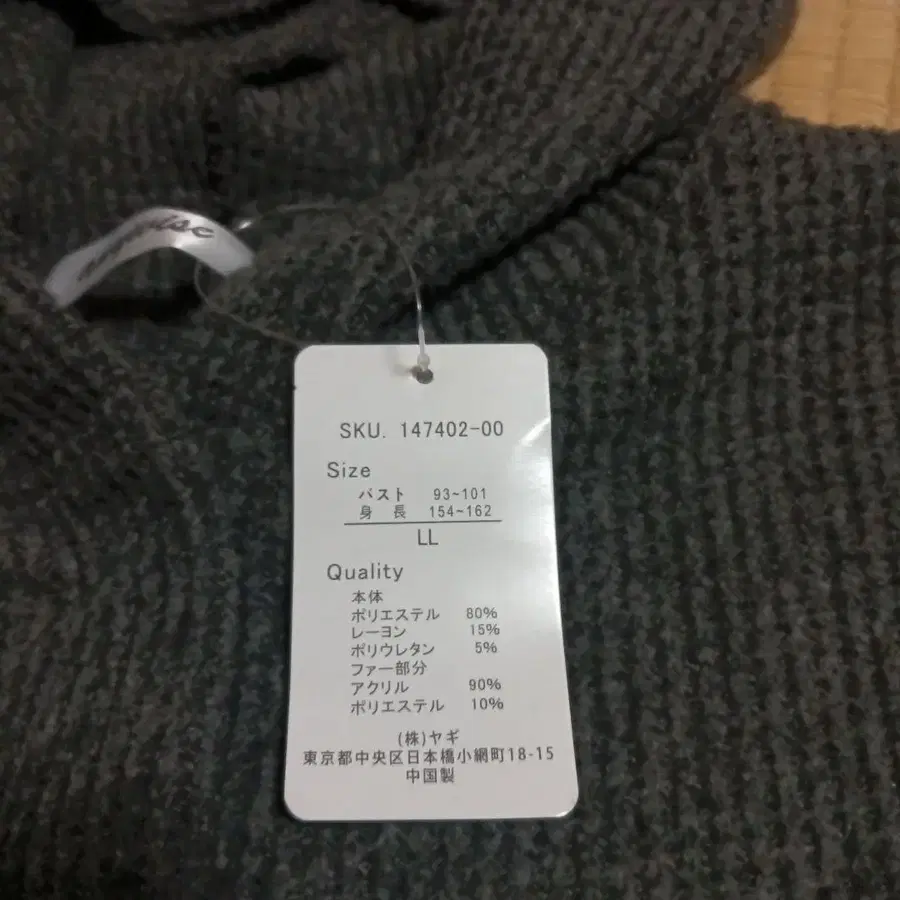 SKU. 147402-00
Size
バスト 93~101
身 長 154~162
LL
Quality
本体
ポリエステル 80%
レーヨン 15%
ポリウレタン 5%
ファー部分
アクリル 90%
ポリエステル 10%
(株)ヤギ
東京都中央区日本橋小網町18-15
中国製